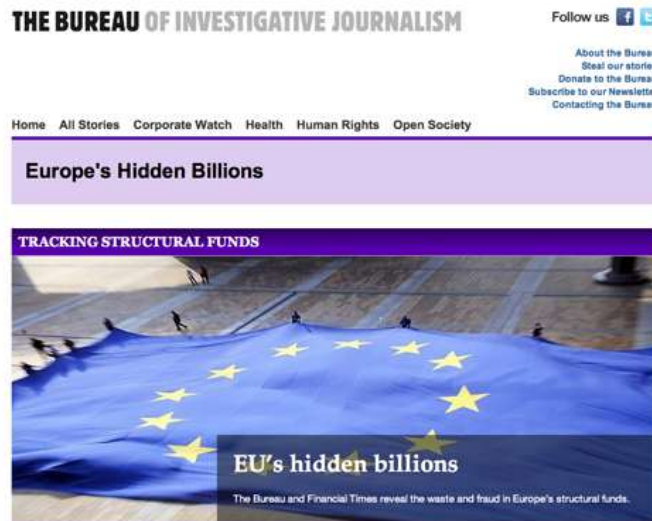 THE BUREAU OF INVESTIGATIVE JOURNALISM
Follow us
About the Burea
Steal our storie
Donate to the Burea
Subscribe to our Newslette
Contacting the Burea
Home All Stories Corporate Watch Health Human Rights Open Society
Europe's Hidden Billions
TRACKING STRUCTURAL FUNDS
EU's hidden billions
The Bureau and Financial Times reveal the waste and fraud in Europe's structural funds.